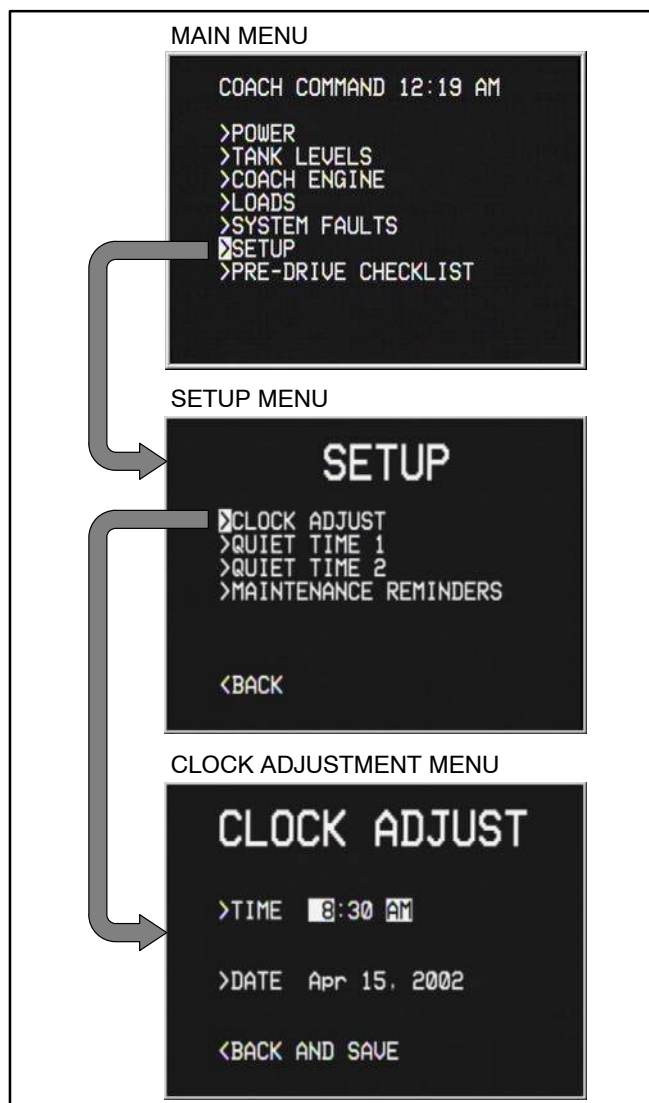 MAIN MENU
COACH COMMAND 12:19 AM
>POWER
>TANK LEVELS
>COACH ENGINE
>LOADS
>SYSTEM FAULTS
>SETUP
>PRE-DRIVE CHECKLIST
SETUP MENU
SETUP
>CLOCK ADJUST
>QUIET TIME 1
>QUIET TIME 2
>MAINTENANCE REMINDERS
<BACK
CLOCK ADJUSTMENT MENU
CLOCK ADJUST
>TIME 8:30 AM
>DATE Apr 15, 2002
<BACK AND SAVE